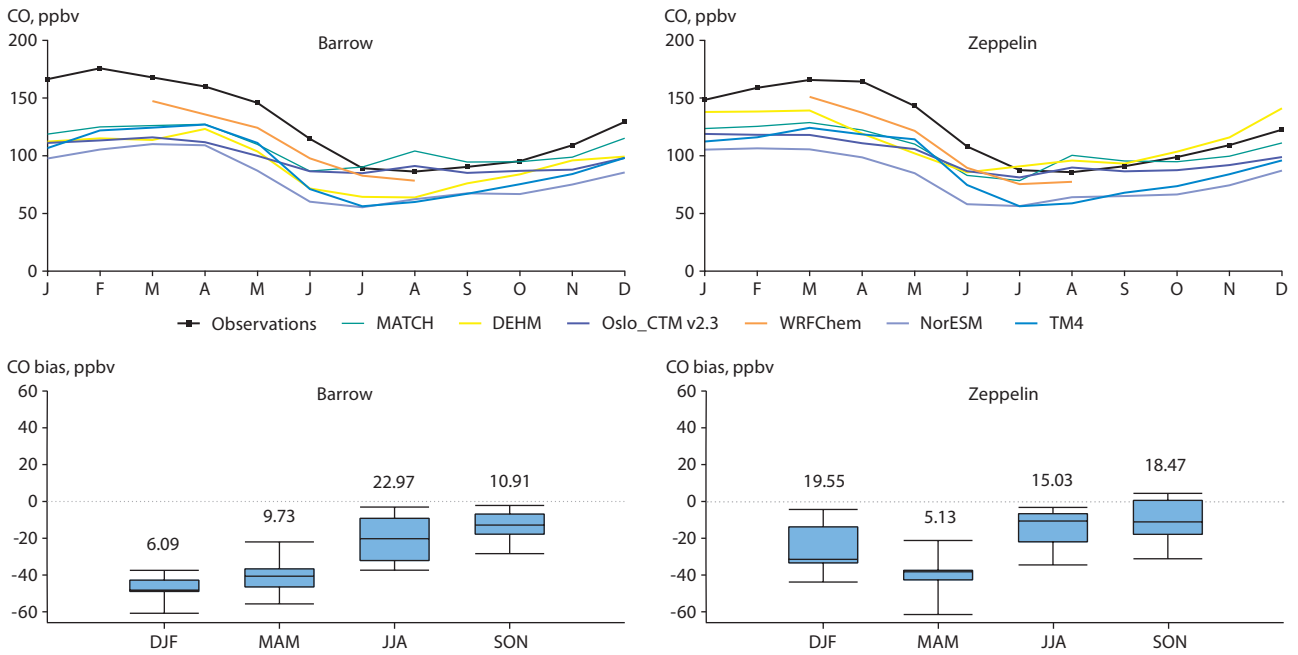 CO, ppbv
Barrow
200
150
100
50
0
J F M A M J J A S O N D
CO, ppbv
Zeppelin
200
150
100
50
0
J F M A M J J A S O N D
Observations MATCH DEHM Oslo_CTM v2.3 WRFChem NorESM TM4
CO bias, ppbv
Barrow
60
40
20
0
-20
-40
-60
6.09 9.73 22.97 10.91
DJF MAM JJA SON
CO bias, ppbv
Zeppelin
60
40
20
0
-20
-40
-60
19.55 5.13 15.03 18.47
DJF MAM JJA SON